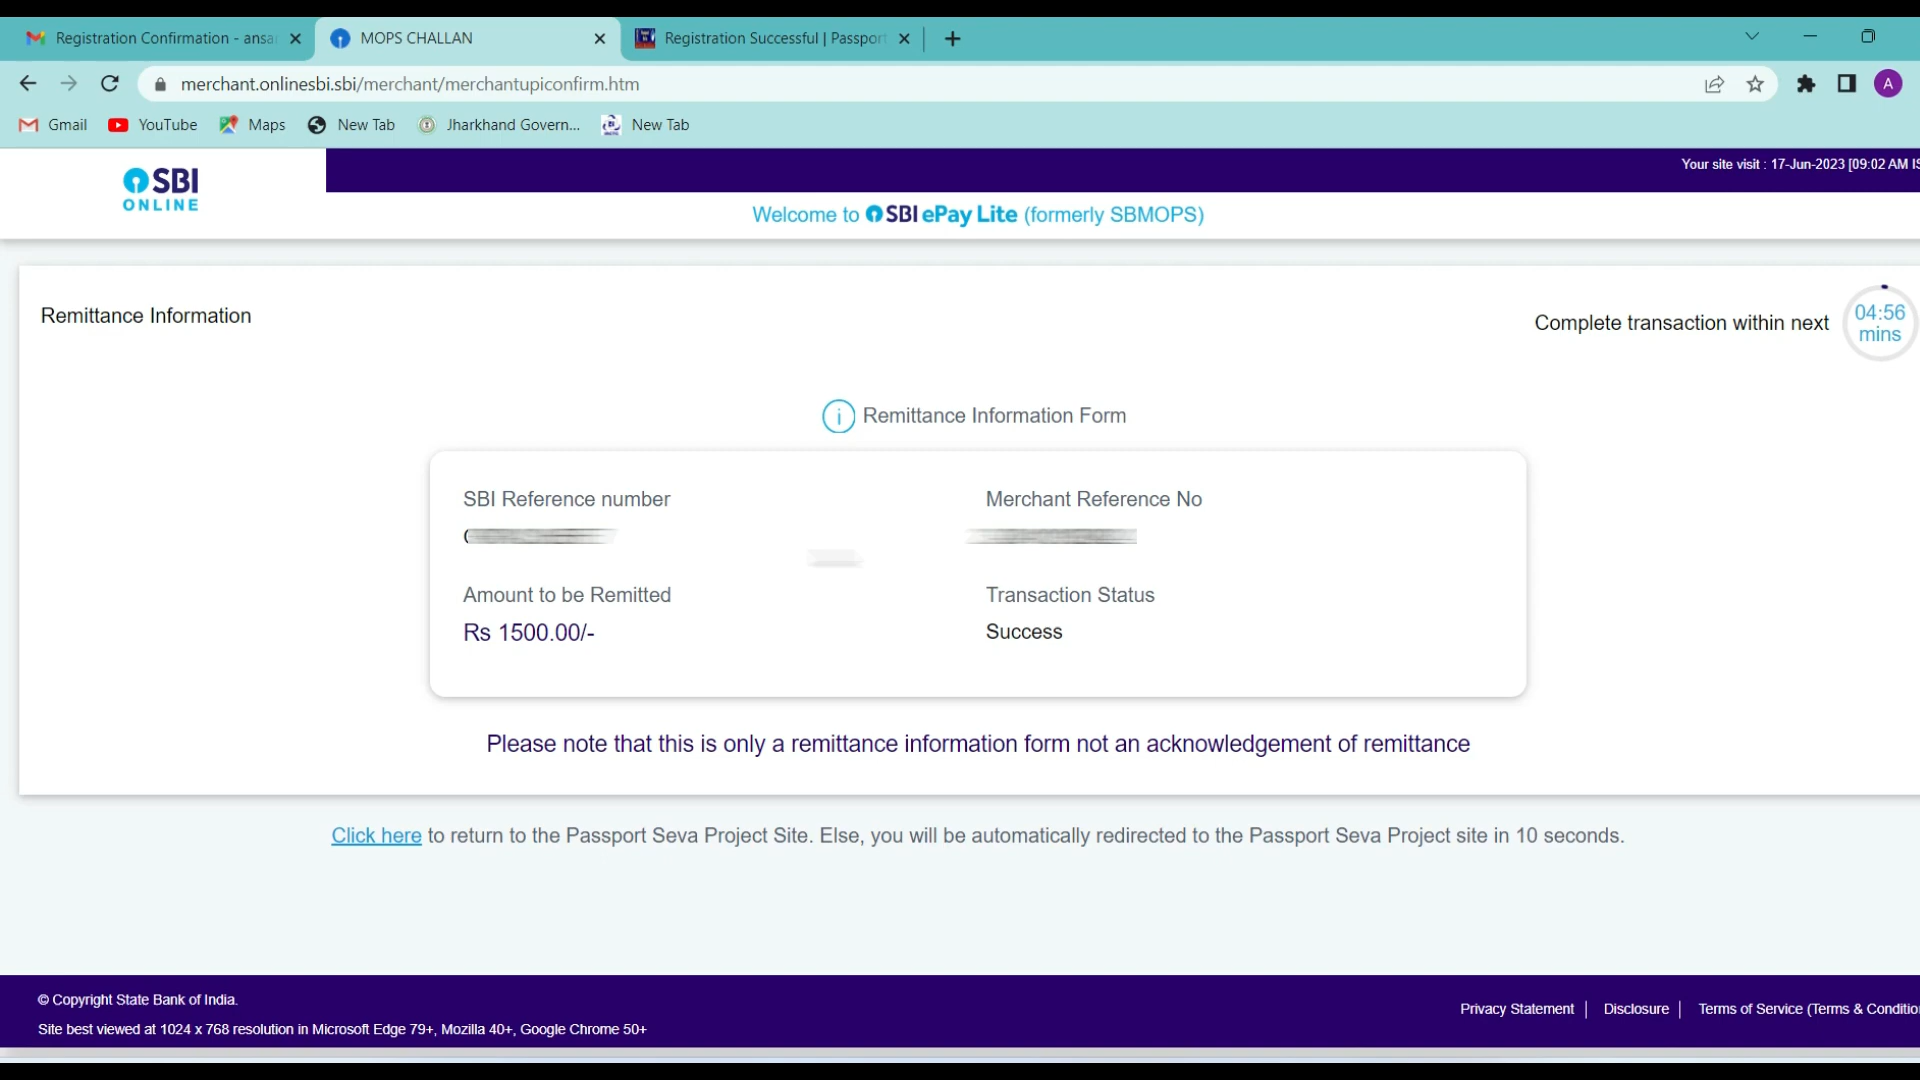 Registration Confirmation - ansa
MOPS CHALLAN
Registration Successful | Passport
merchant.onlinesbi.sbi/merchant/merchantupiconfirm.htm
A
Gmail
YouTube
Maps
New Tab
Jharkhand Govern...
New Tab
SBI
ONLINE
Your site visit : 17-Jun-2023 [09:02 AM IS
Welcome to SBI ePay Lite (formerly SBMOPS)
Remittance Information
Complete transaction within next
04:56
mins
Remittance Information Form
SBI Reference number
Merchant Reference No
Amount to be Remitted
Transaction Status
Rs 1500.00/-
Success
Please note that this is only a remittance information form not an acknowledgement of remittance
Click here to return to the Passport Seva Project Site. Else, you will be automatically redirected to the Passport Seva Project site in 10 seconds.
© Copyright State Bank of India.
Privacy Statement | Disclosure | Terms of Service (Terms & Conditio
Site best viewed at 1024 x 768 resolution in Microsoft Edge 79+, Mozilla 40+, Google Chrome 50+